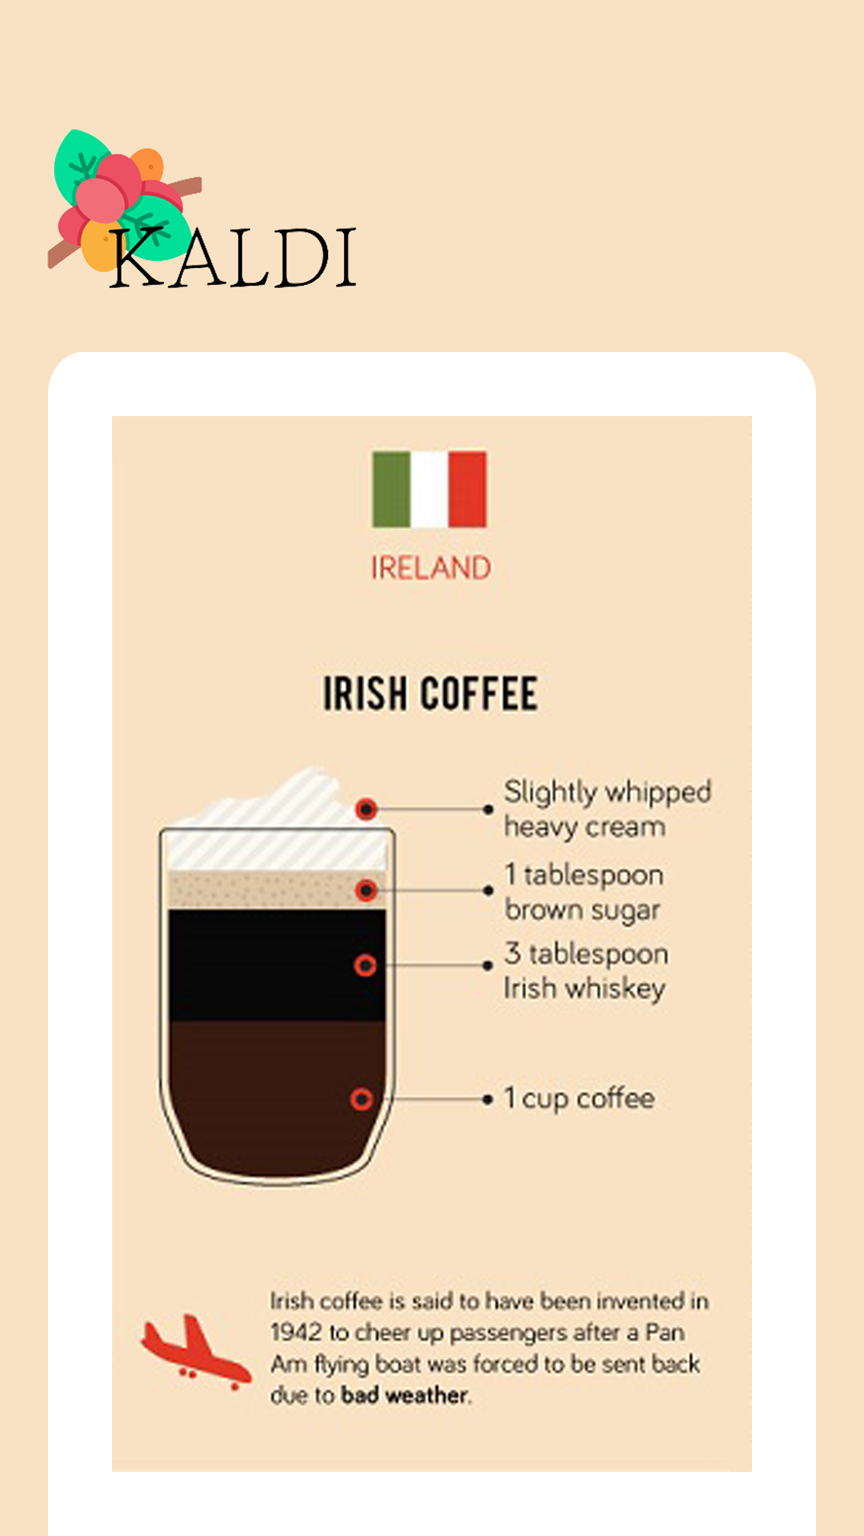 KALDI
IRELAND
IRISH COFFEE
Slightly whipped
heavy cream
1 tablespoon
brown sugar
3 tablespoon
Irish whiskey
1 cup coffee
Irish coffee is said to have been invented in
1942 to cheer up passengers after a Pan
Am flying boat was forced to be sent back
due to bad weather.